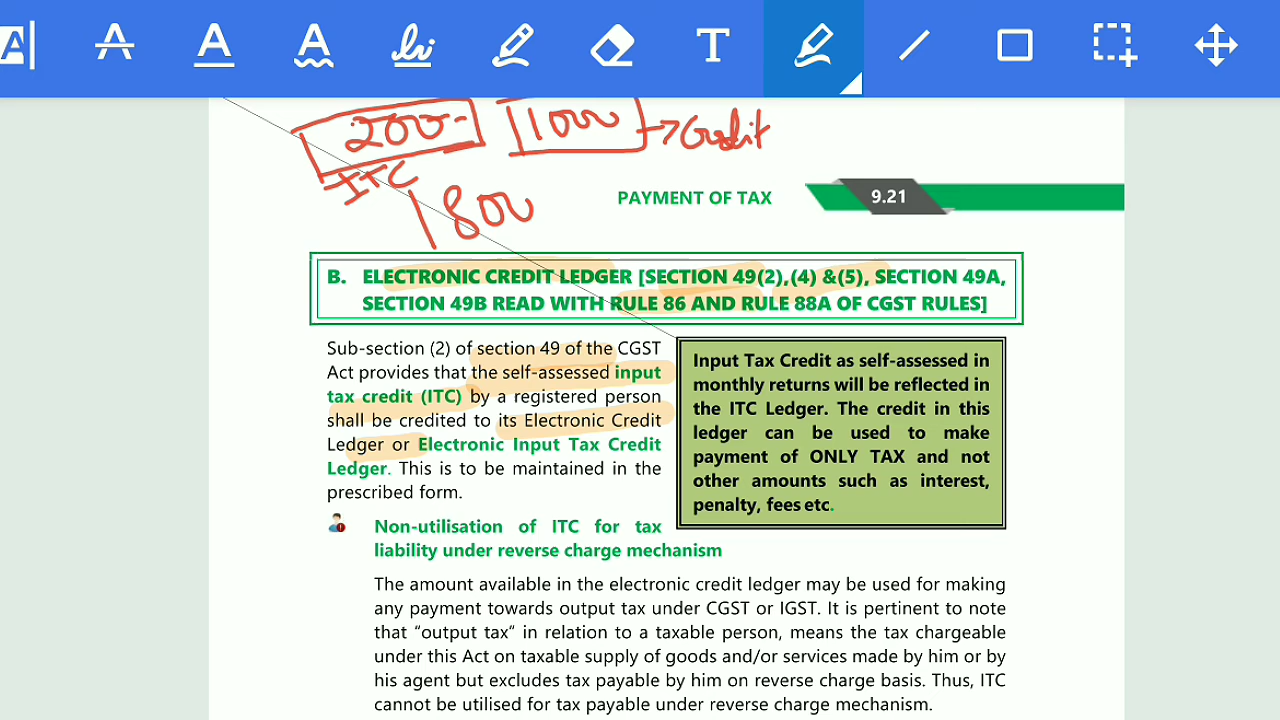 A
A
A
A
T
200
1000 → Credit
ITC
1800
PAYMENT OF TAX 9.21
B. ELECTRONIC CREDIT LEDGER [SECTION 49(2),(4) &(5), SECTION 49A,
SECTION 49B READ WITH RULE 86 AND RULE 88A OF CGST RULES]
Sub-section (2) of section 49 of the CGST
Act provides that the self-assessed input
tax credit (ITC) by a registered person
shall be credited to its Electronic Credit
Ledger or Electronic Input Tax Credit
Ledger. This is to be maintained in the
prescribed form.
Input Tax Credit as self-assessed in
monthly returns will be reflected in
the ITC Ledger. The credit in this
ledger can be used to make
payment of ONLY TAX and not
other amounts such as interest,
penalty, fees etc.
Non-utilisation of ITC for tax
liability under reverse charge mechanism
The amount available in the electronic credit ledger may be used for making
any payment towards output tax under CGST or IGST. It is pertinent to note
that “output tax” in relation to a taxable person, means the tax chargeable
under this Act on taxable supply of goods and/or services made by him or by
his agent but excludes tax payable by him on reverse charge basis. Thus, ITC
cannot be utilised for tax payable under reverse charge mechanism.